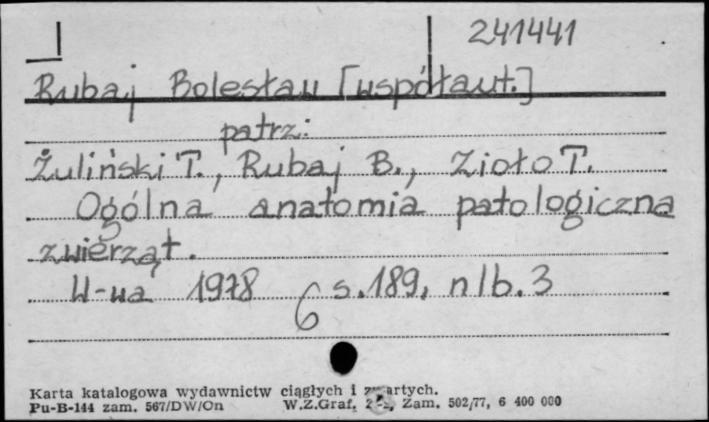 241441
Rubaj Bolesław [współaut.]
patrz:
Żuliński T., Rubaj B., Zioło T.
Ogólna anatomia patologiczna
zwierząt.
W-wa 1978 s. 189, nlb. 3
6
Karta katalogowa wydawnictw ciągłych i zwartych.
Pu-B-144 zam. 567/DW/On W.Z.Graf. Zam. 502/77, 6 400 000